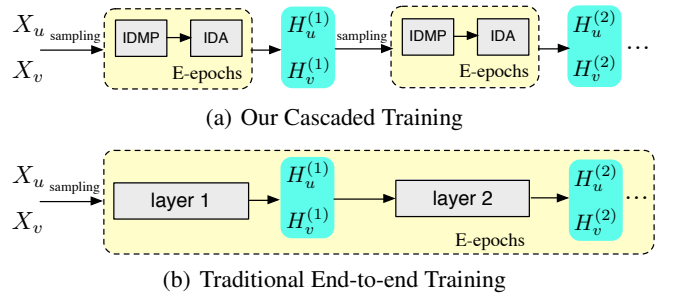 X_u sampling IDMP IDA H_u^{(1)} sampling IDMP IDA H_u^{(2)} ...
X_v E-epochs H_v^{(1)} E-epochs H_v^{(2)}
(a) Our Cascaded Training
X_u sampling layer 1 H_u^{(1)} layer 2 H_u^{(2)} ...
X_v H_v^{(1)} E-epochs H_v^{(2)}
(b) Traditional End-to-end Training